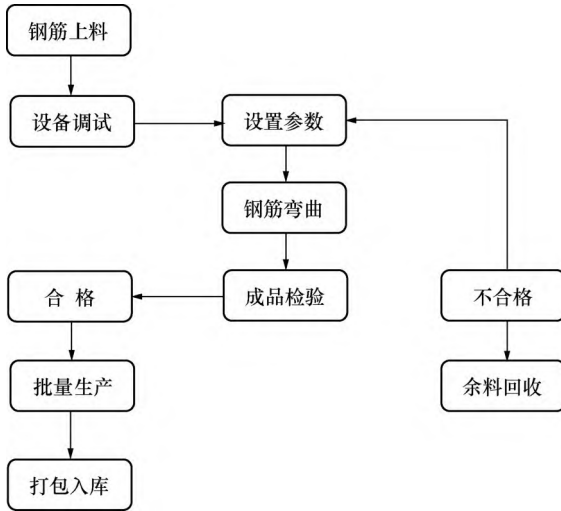 钢筋上料
设备调试
设置参数
钢筋弯曲
合 格
成品检验
不合格
批量生产
余料回收
打包入库